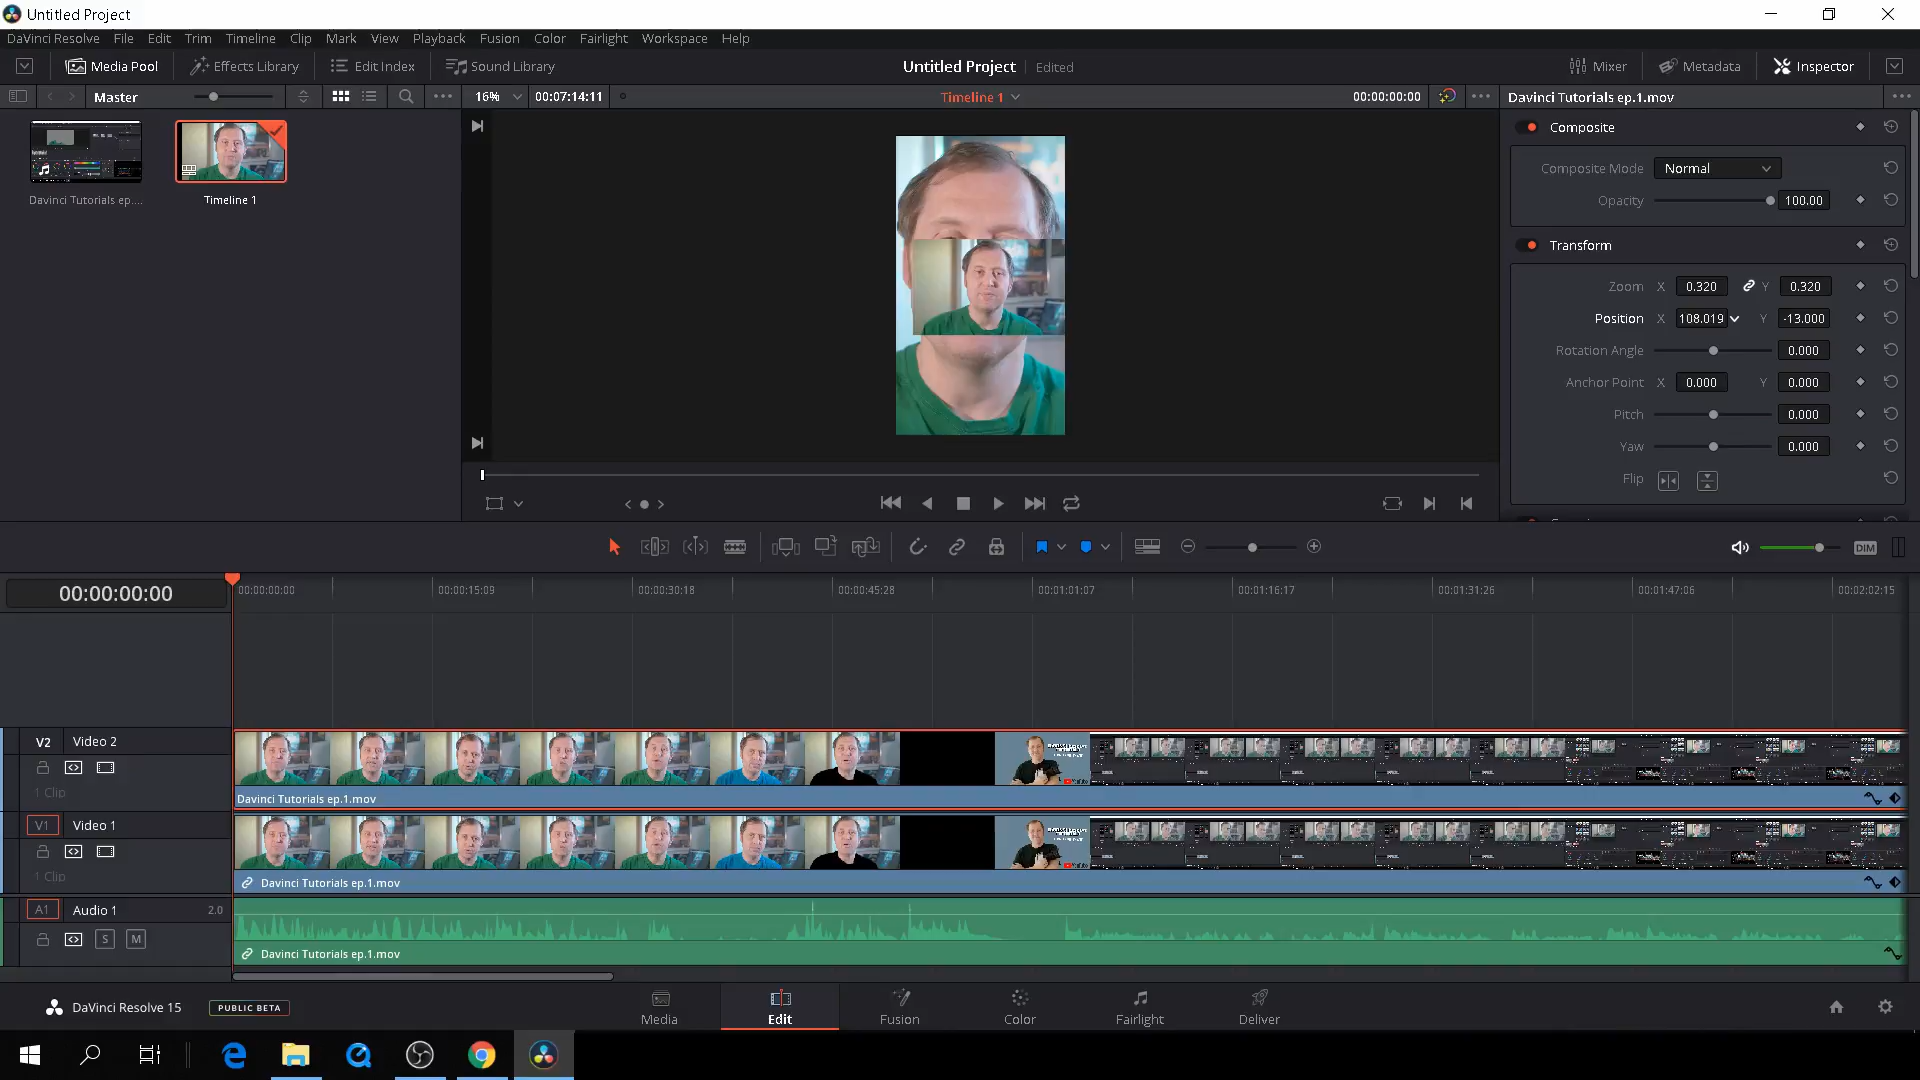 Untitled Project
DaVinci Resolve File Edit Trim Timeline Clip Mark View Playback Fusion Color Fairlight Workspace Help
Media Pool Effects Library Edit Index Sound Library Untitled Project Edited Mixer Metadata Inspector
Master 16% 00:07:14:11 Timeline 1 00:00:00:00 Davinci Tutorials ep.1.mov
Composite
Composite Mode Normal
Opacity 100.00
Davinci Tutorials ep.... Timeline 1
Transform
Zoom X 0.320 Y 0.320
Position X 108.019 Y -13.000
Rotation Angle 0.000
Anchor Point X 0.000 Y 0.000
Pitch 0.000
Yaw 0.000
Flip
DIM
00:00:00:00 00:00:00:00 00:00:15:09 00:00:30:18 00:00:45:28 00:01:01:07 00:01:16:17 00:01:31:26 00:01:47:06 00:02:02:15
V2 Video 2
1 Clip
Davinci Tutorials ep.1.mov
V1 Video 1
1 Clip
Davinci Tutorials ep.1.mov
A1 Audio 1 2.0
S M
Davinci Tutorials ep.1.mov
DaVinci Resolve 15 PUBLIC BETA Media Edit Fusion Color Fairlight Deliver